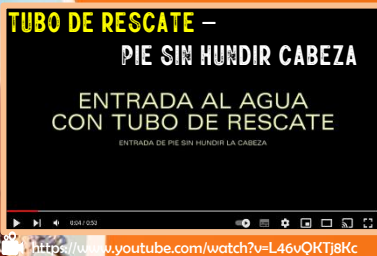 TUBO DE RESCATE –
PIE SIN HUNDIR CABEZA
ENTRADA AL AGUA
CON TUBO DE RESCATE
ENTRADA DE PIE SIN HUNDIR LA CABEZA
0:04 / 0:53
https://www.youtube.com/watch?v=L46vQKTj8Kc